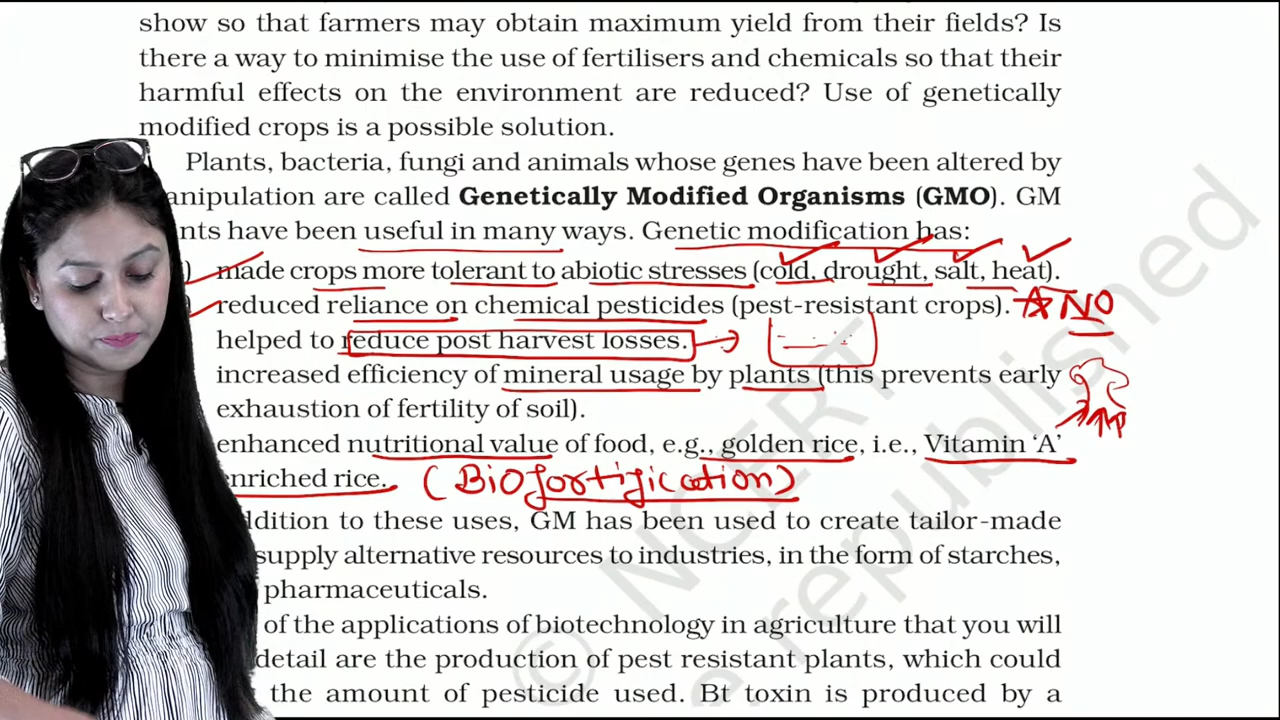 show so that farmers may obtain maximum yield from their fields? Is
there a way to minimise the use of fertilisers and chemicals so that their
harmful effects on the environment are reduced? Use of genetically
modified crops is a possible solution.
Plants, bacteria, fungi and animals whose genes have been altered by
anipulation are called Genetically Modified Organisms (GMO). GM
nts have been useful in many ways. Genetic modification has:
) made crops more tolerant to abiotic stresses (cold, drought, salt, heat).
) reduced reliance on chemical pesticides (pest-resistant crops). NO
helped to reduce post harvest losses.
increased efficiency of mineral usage by plants (this prevents early
exhaustion of fertility of soil).
enhanced nutritional value of food, e.g., golden rice, i.e., Vitamin ‘A’
enriched rice. (Biofortification)
ddition to these uses, GM has been used to create tailor-made
supply alternative resources to industries, in the form of starches,
pharmaceuticals.
of the applications of biotechnology in agriculture that you will
detail are the production of pest resistant plants, which could
the amount of pesticide used. Bt toxin is produced by a
© NCERT
republished